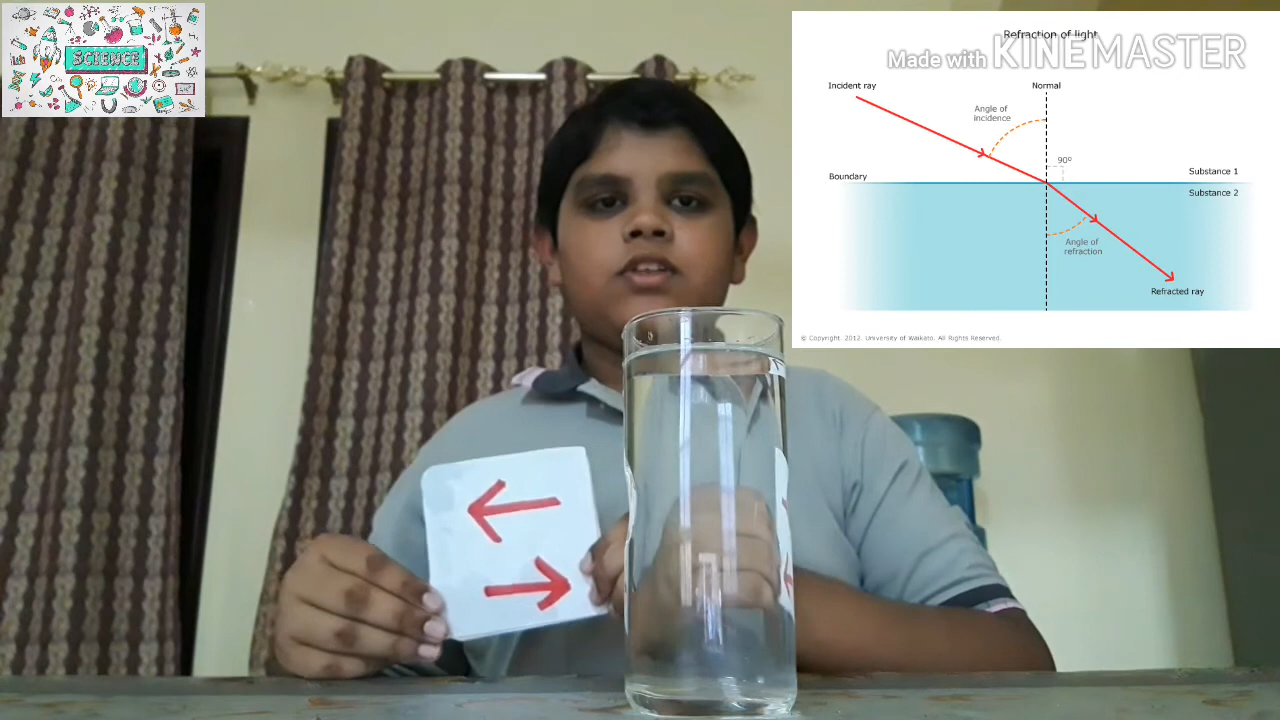 SCIENCE
Refraction of light
Made with KINEMASTER
Incident ray
Normal
Angle of
incidence
90º
Boundary
Substance 1
Substance 2
Angle of
refraction
Refracted ray
© Copyright. 2012. University of Waikato. All Rights Reserved.